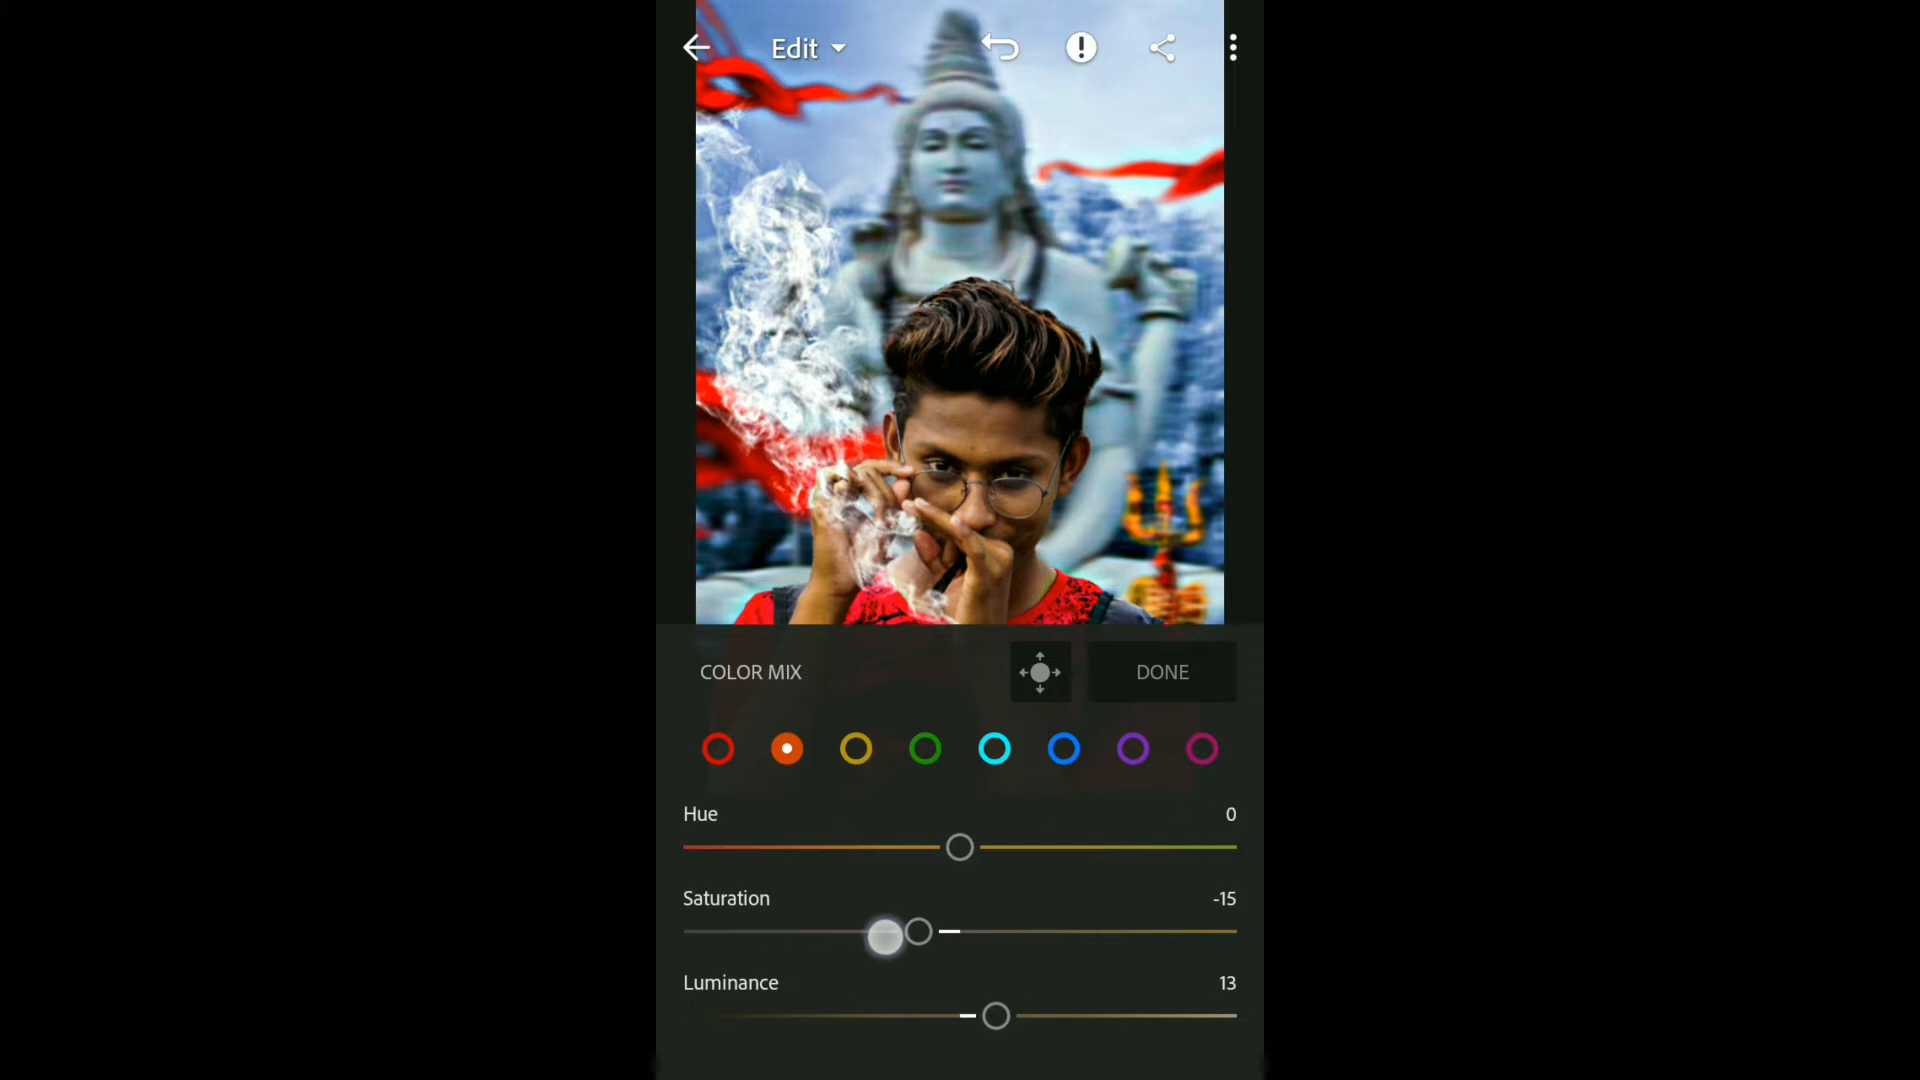 Edit
COLOR MIX
DONE
Hue 0
Saturation -15
Luminance 13